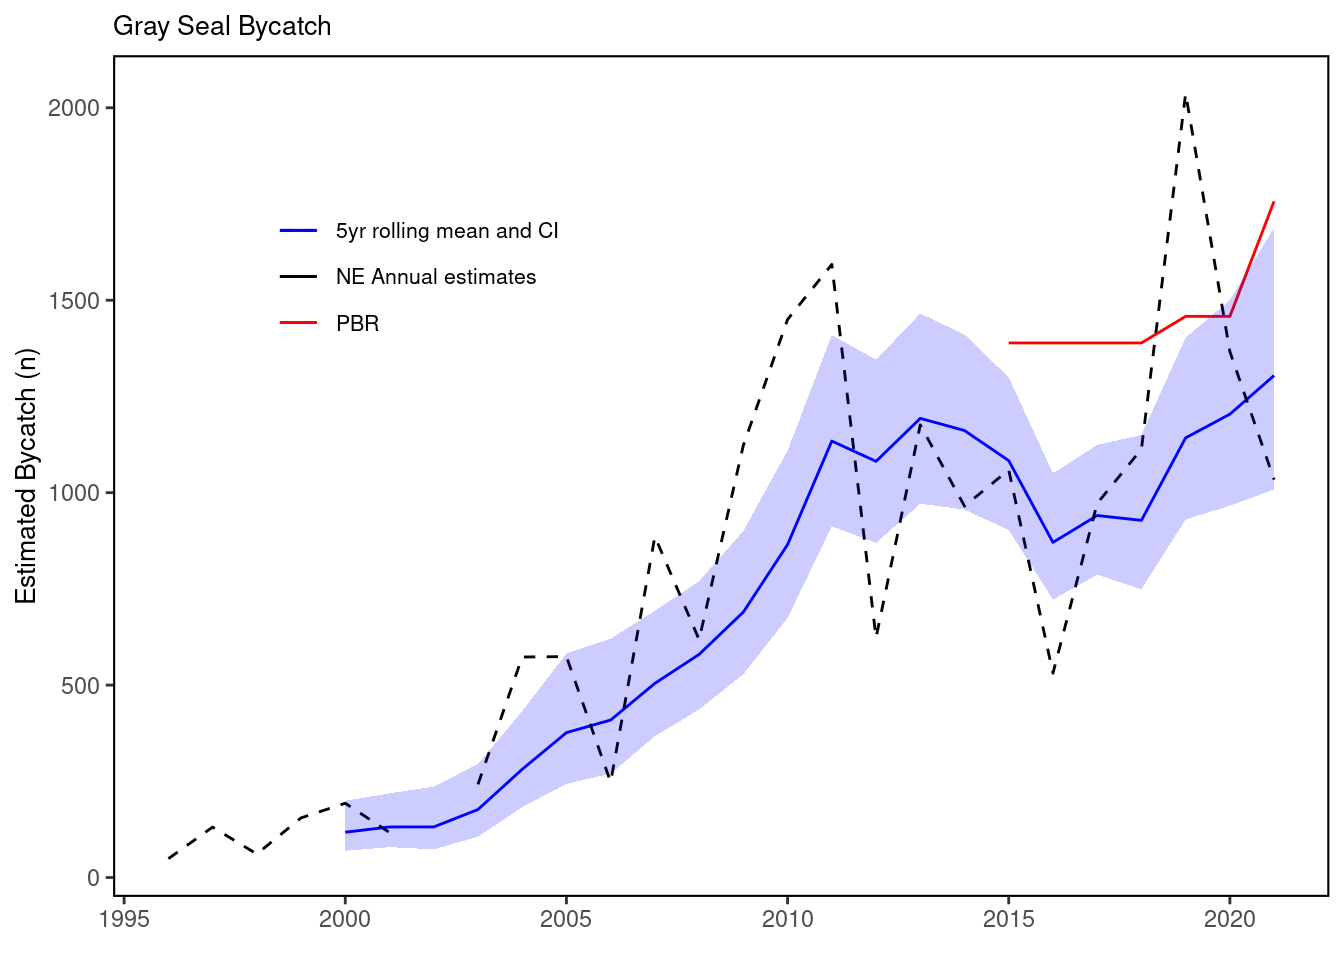 Gray Seal Bycatch
Estimated Bycatch (n)
2000
1500
1000
500
0
5yr rolling mean and CI
NE Annual estimates
PBR
1995 2000 2005 2010 2015 2020